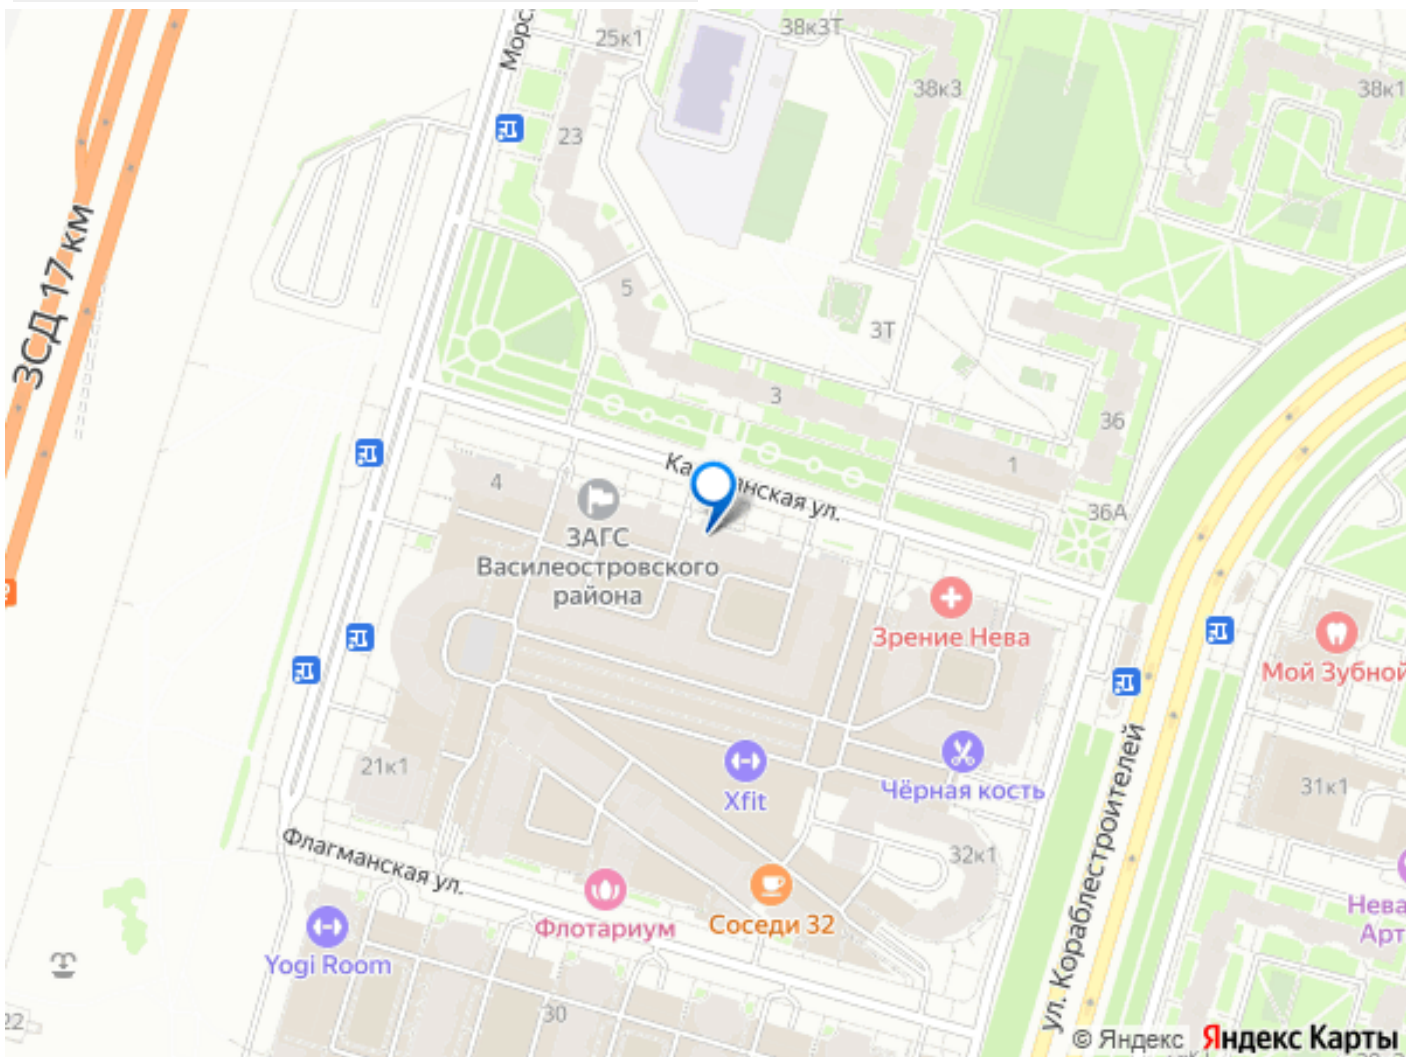 38к3Т
25к1
38к3
38к1
23
ЗСД 17 км
5
3Т
3
36
1
4
анская ул.
36А
ЗАГС
Василеостровского
района
Зрение Нева
Мой Зубной
21к1
Xfit
Чёрная кость
31к1
Флагманская ул.
32к1
Флотариум
Соседи 32
Нева
Арт
Yogi Room
ул. Кораблестроителей
30
22
© Яндекс Яндекс Карты